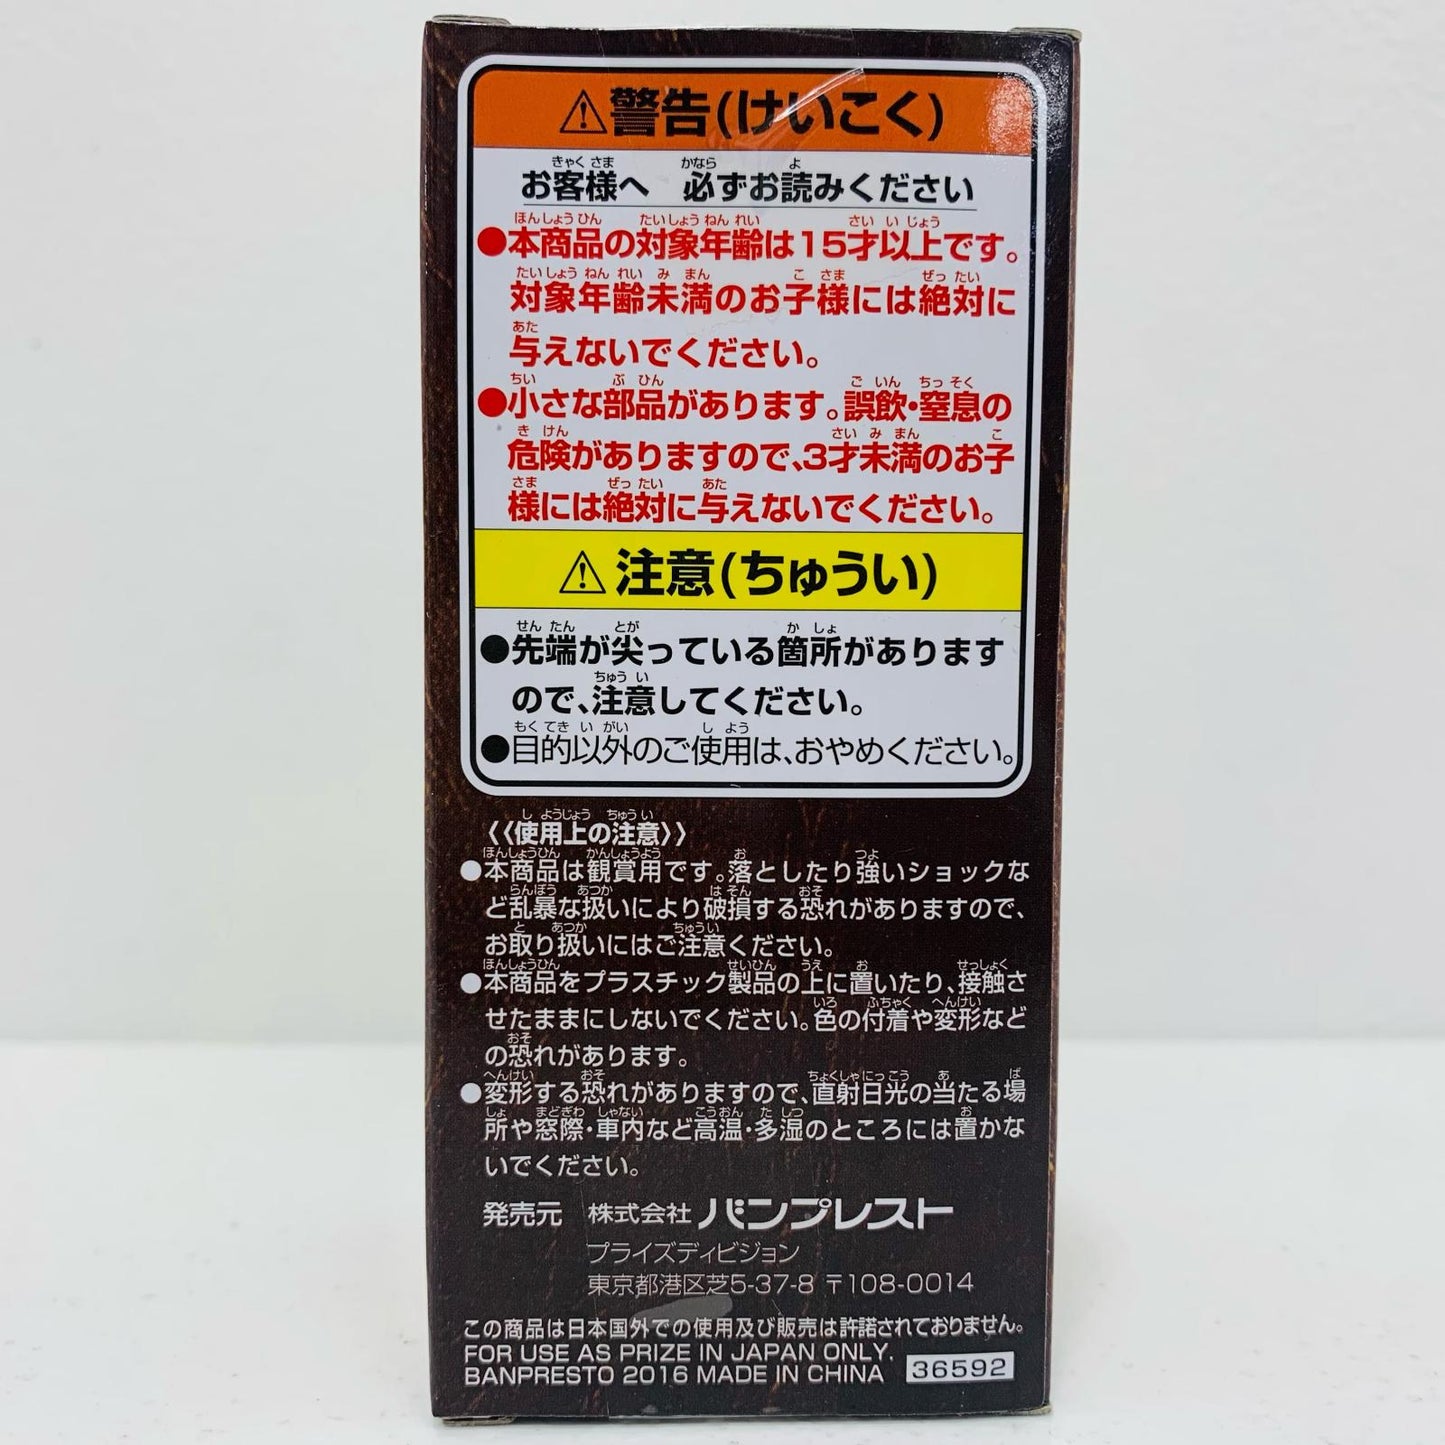 ⚠警告(けいこく)
お客様へ 必ずお読みください
●本商品の対象年齢は15才以上です。
対象年齢未満のお子様には絶対に
与えないでください。
●小さな部品があります。誤飲・窒息の
危険がありますので、3才未満のお子
様には絶対に与えないでください。
⚠注意(ちゅうい)
●先端が尖っている箇所があります
ので、注意してください。
●目的以外のご使用は、おやめください。
〈〈使用上の注意〉〉
●本商品は観賞用です。落としたり強いショックな
ど乱暴な扱いにより破損する恐れがありますので、
お取り扱いにはご注意ください。
●本商品をプラスチック製品の上に置いたり、接触さ
せたままにしないでください。色の付着や変形など
の恐れがあります。
●変形する恐れがありますので、直射日光の当たる場
所や窓際・車内など高温・多湿のところには置かな
いでください。
発売元 株式会社 バンプレスト
プライズディビジョン
東京都港区芝5-37-8 〒108-0014
この商品は日本国外での使用及び販売は許諾されておりません。
FOR USE AS PRIZE IN JAPAN ONLY.
BANPRESTO 2016 MADE IN CHINA 36592